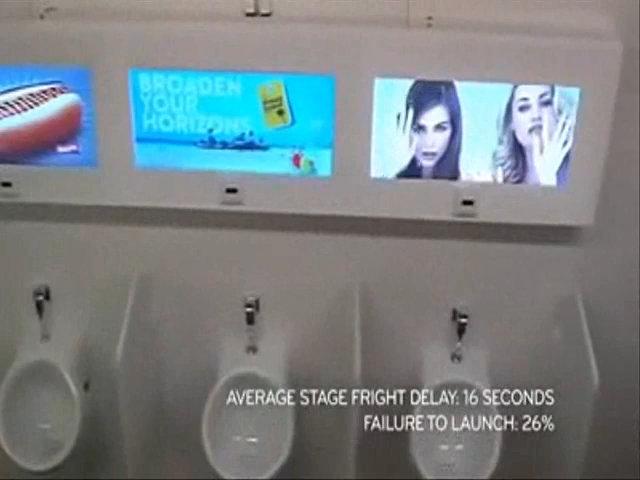 BROADEN
YOUR
HORIZONS
AVERAGE STAGE FRIGHT DELAY: 16 SECONDS
FAILURE TO LAUNCH: 26%